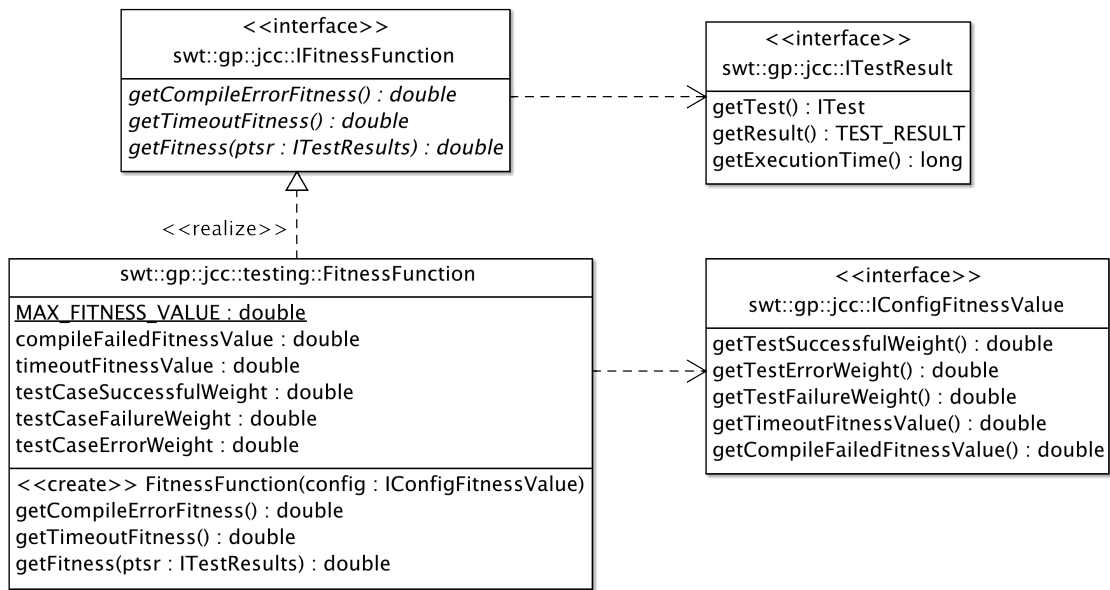 <<interface>>
swt::gp::jcc::IFitnessFunction
getCompileErrorFitness() : double
getTimeoutFitness() : double
getFitness(ptsr : ITestResults) : double
<<interface>>
swt::gp::jcc::ITestResult
getTest() : ITest
getResult() : TEST_RESULT
getExecutionTime() : long
<<realize>>
swt::gp::jcc::testing::FitnessFunction
MAX_FITNESS_VALUE : double
compileFailedFitnessValue : double
timeoutFitnessValue : double
testCaseSuccessfulWeight : double
testCaseFailureWeight : double
testCaseErrorWeight : double
<<create>> FitnessFunction(config : IConfigFitnessValue)
getCompileErrorFitness() : double
getTimeoutFitness() : double
getFitness(ptsr : ITestResults) : double
<<interface>>
swt::gp::jcc::IConfigFitnessValue
getTestSuccessfulWeight() : double
getTestErrorWeight() : double
getTestFailureWeight() : double
getTimeoutFitnessValue() : double
getCompileFailedFitnessValue() : double